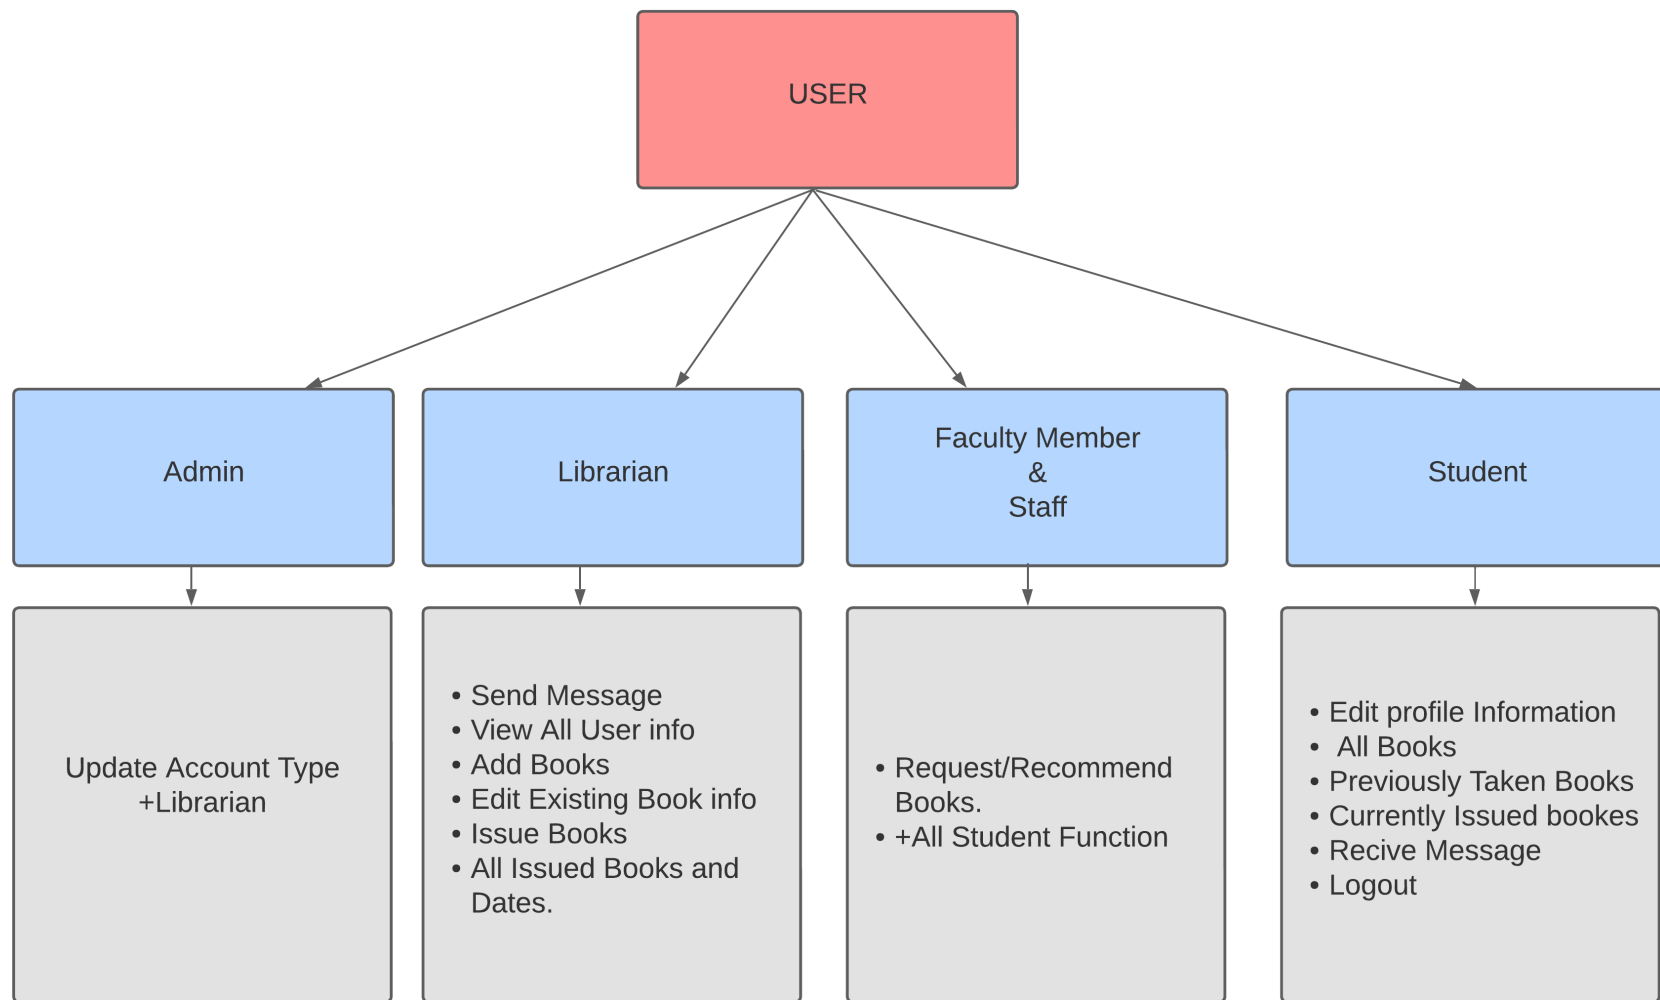 USER
Admin
Librarian
Faculty Member
&
Staff
Student
Update Account Type
+Librarian
• Send Message
• View All User info
• Add Books
• Edit Existing Book info
• Issue Books
• All Issued Books and
Dates.
• Request/Recommend
Books.
• +All Student Function
• Edit profile Information
• All Books
• Previously Taken Books
• Currently Issued bookes
• Recive Message
• Logout